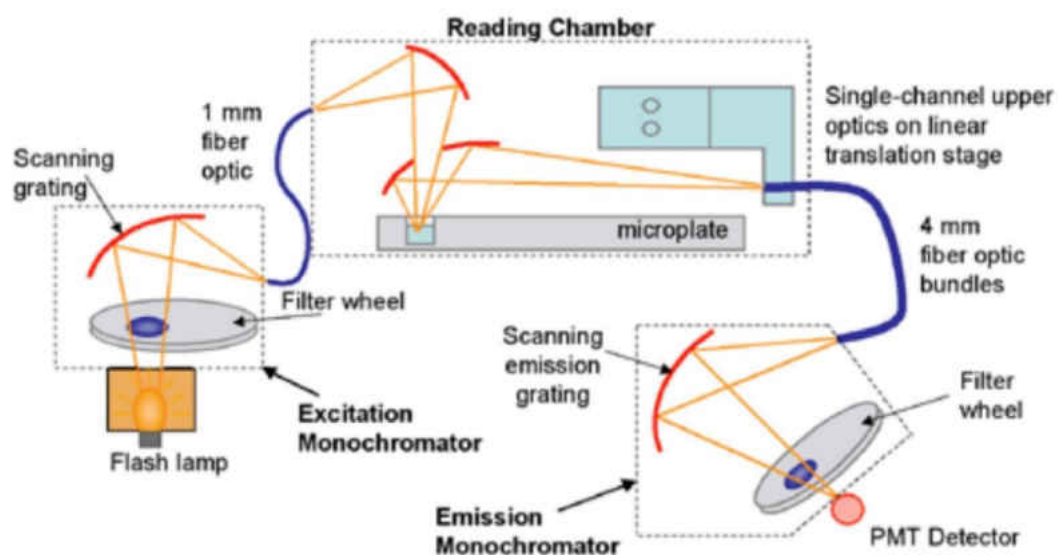 Reading Chamber
1 mm
fiber
optic
Single-channel upper
optics on linear
translation stage
Scanning
grating
microplate
4 mm
fiber optic
bundles
Filter wheel
Scanning
emission
grating
Filter
wheel
Excitation
Monochromator
Flash lamp
Emission
Monochromator
PMT Detector